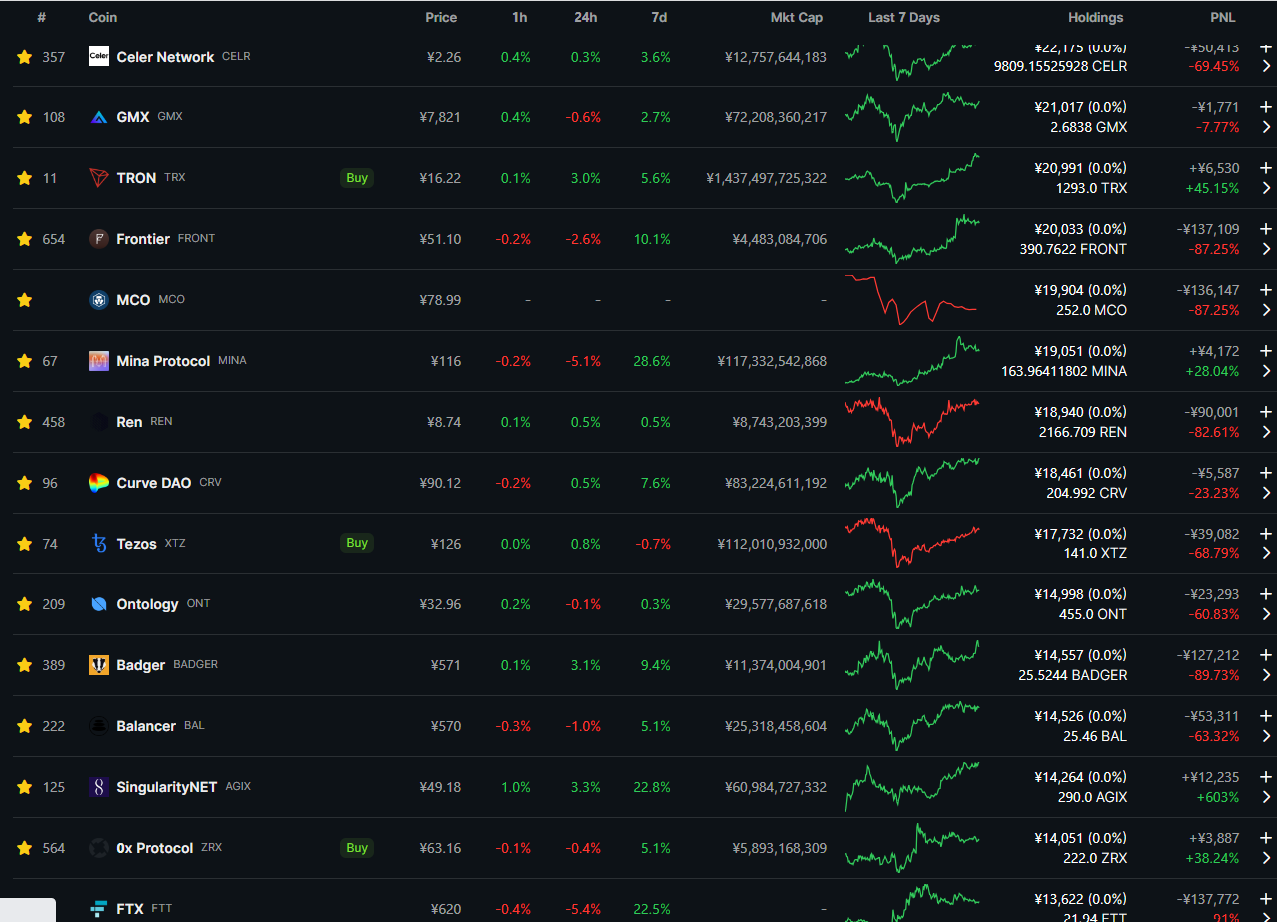 # Coin Price 1h 24h 7d Mkt Cap Last 7 Days Holdings PNL
357 Celer Celer Network CELR ¥2.26 0.4% 0.3% 3.6% ¥12,757,644,183 ¥22,175 (0.0%) -¥50,413
9809.15525928 CELR -69.45%
108 GMX GMX ¥7,821 0.4% -0.6% 2.7% ¥72,208,360,217 ¥21,017 (0.0%) -¥1,771
2.6838 GMX -7.77%
11 TRON TRX Buy ¥16.22 0.1% 3.0% 5.6% ¥1,437,497,725,322 ¥20,991 (0.0%) +¥6,530
1293.0 TRX +45.15%
654 Frontier FRONT ¥51.10 -0.2% -2.6% 10.1% ¥4,483,084,706 ¥20,033 (0.0%) -¥137,109
390.7622 FRONT -87.25%
MCO MCO ¥78.99 – – – – ¥19,904 (0.0%) -¥136,147
252.0 MCO -87.25%
67 Mina Protocol MINA ¥116 -0.2% -5.1% 28.6% ¥117,332,542,868 ¥19,051 (0.0%) +¥4,172
163.96411802 MINA +28.04%
458 Ren REN ¥8.74 0.1% 0.5% 0.5% ¥8,743,203,399 ¥18,940 (0.0%) -¥90,001
2166.709 REN -82.61%
96 Curve DAO CRV ¥90.12 -0.2% 0.5% 7.6% ¥83,224,611,192 ¥18,461 (0.0%) -¥5,587
204.992 CRV -23.23%
74 Tezos XTZ Buy ¥126 0.0% 0.8% -0.7% ¥112,010,932,000 ¥17,732 (0.0%) -¥39,082
141.0 XTZ -68.79%
209 Ontology ONT ¥32.96 0.2% -0.1% 0.3% ¥29,577,687,618 ¥14,998 (0.0%) -¥23,293
455.0 ONT -60.83%
389 Badger BADGER ¥571 0.1% 3.1% 9.4% ¥11,374,004,901 ¥14,557 (0.0%) -¥127,212
25.5244 BADGER -89.73%
222 Balancer BAL ¥570 -0.3% -1.0% 5.1% ¥25,318,458,604 ¥14,526 (0.0%) -¥53,311
25.46 BAL -63.32%
125 SingularityNET AGIX ¥49.18 1.0% 3.3% 22.8% ¥60,984,727,332 ¥14,264 (0.0%) +¥12,235
290.0 AGIX +603%
564 0x Protocol ZRX Buy ¥63.16 -0.1% -0.4% 5.1% ¥5,893,168,309 ¥14,051 (0.0%) +¥3,887
222.0 ZRX +38.24%
FTX FTT ¥620 -0.4% -5.4% 22.5% – ¥13,622 (0.0%) -¥137,772
21.94 FTT